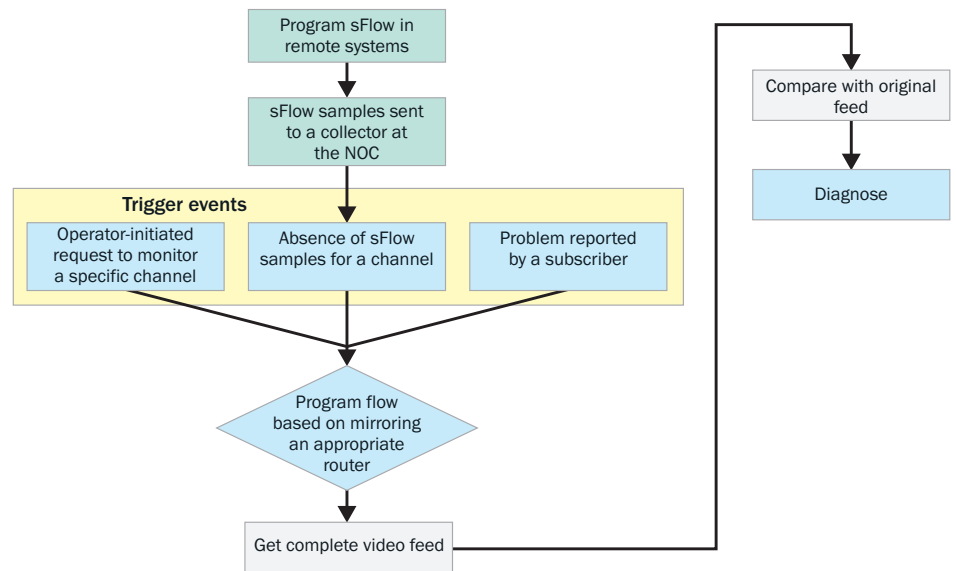 Program sFlow in
remote systems
sFlow samples sent
to a collector at
the NOC
Trigger events
Operator-initiated
request to monitor
a specific channel
Absence of sFlow
samples for a channel
Problem reported
by a subscriber
Program flow
based on mirroring
an appropriate
router
Get complete video feed
Compare with original
feed
Diagnose